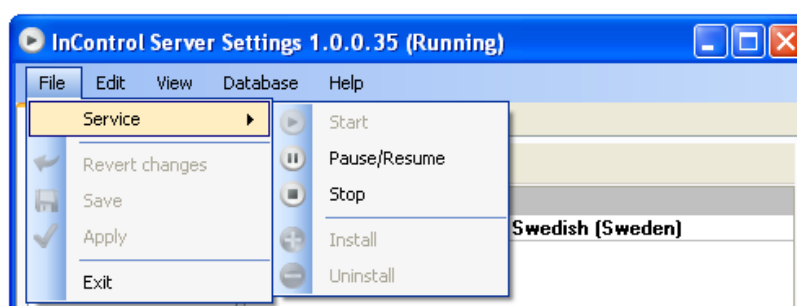 InControl Server Settings 1.0.0.35 (Running)
File Edit View Database Help
Service
Revert changes
Save
Apply
Exit
Start
Pause/Resume
Stop
Install
Uninstall
Swedish (Sweden)